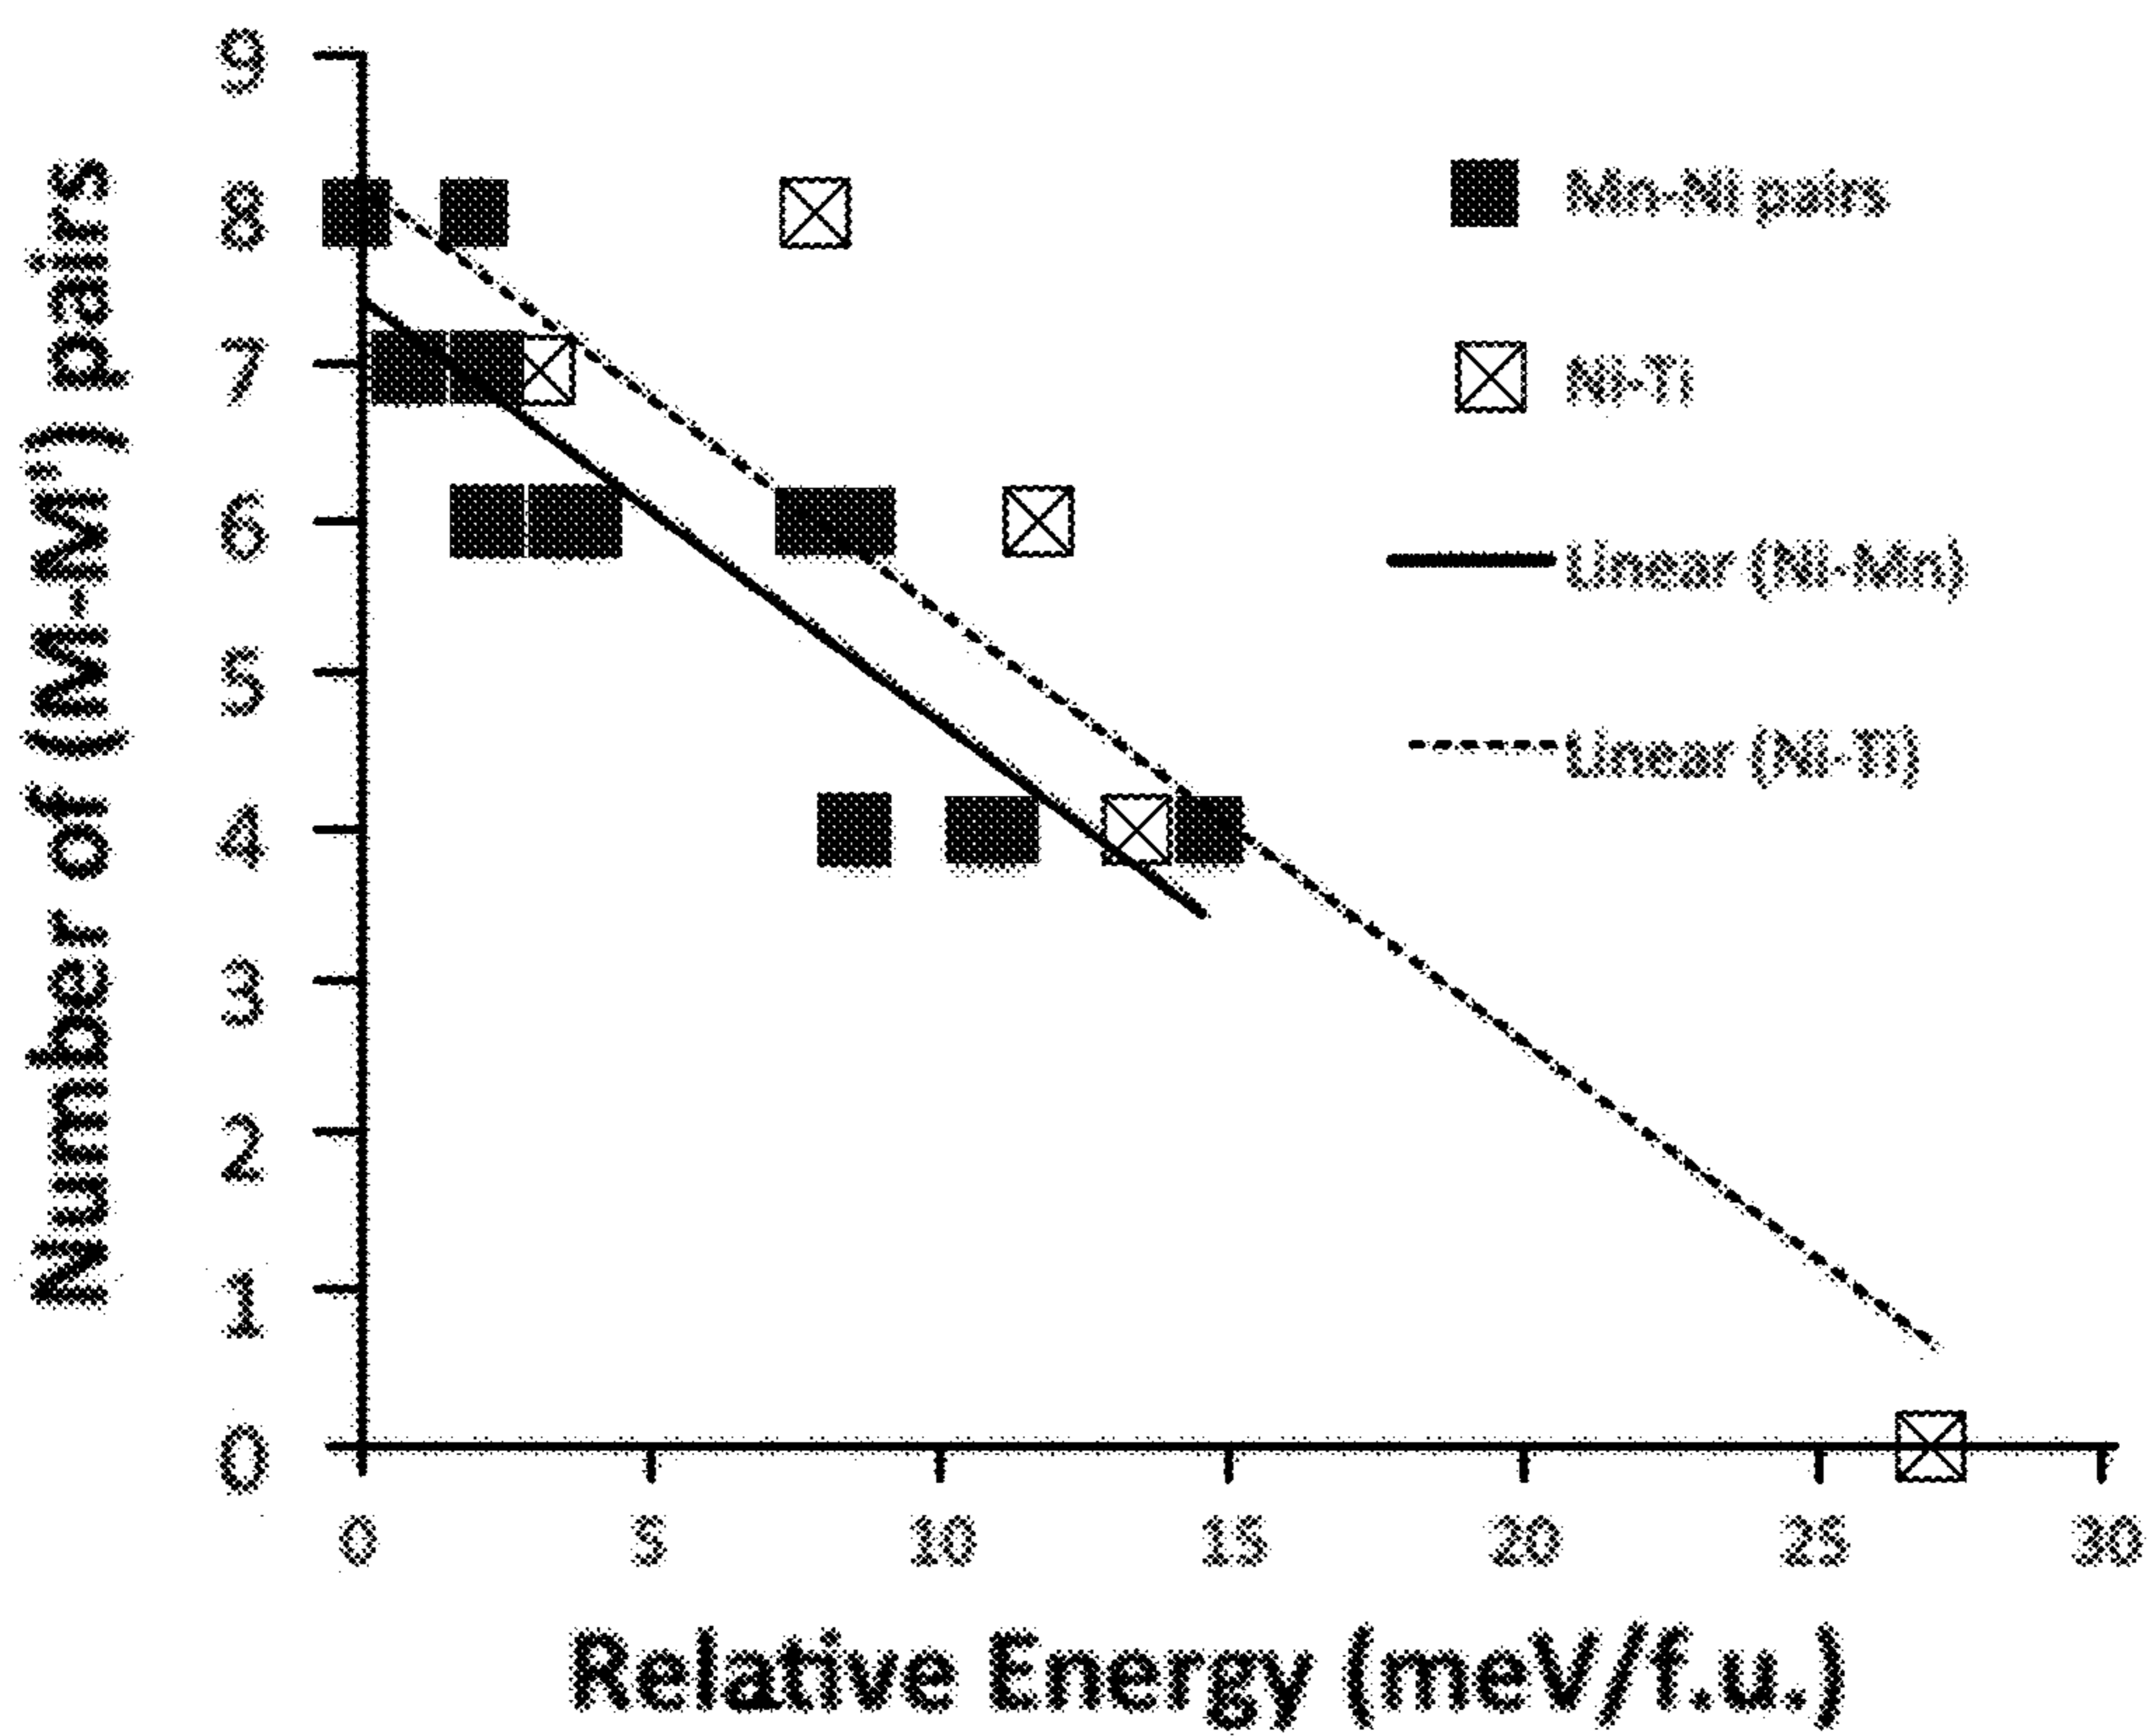 Number of (M-M') pairs
9
8
7
6
5
4
3
2
1
0
Mn-Ni pairs
Ni-Ti
Linear (Ni-Mn)
Linear (Ni-Ti)
0 5 10 15 20 25 30
Relative Energy (meV/f.u.)